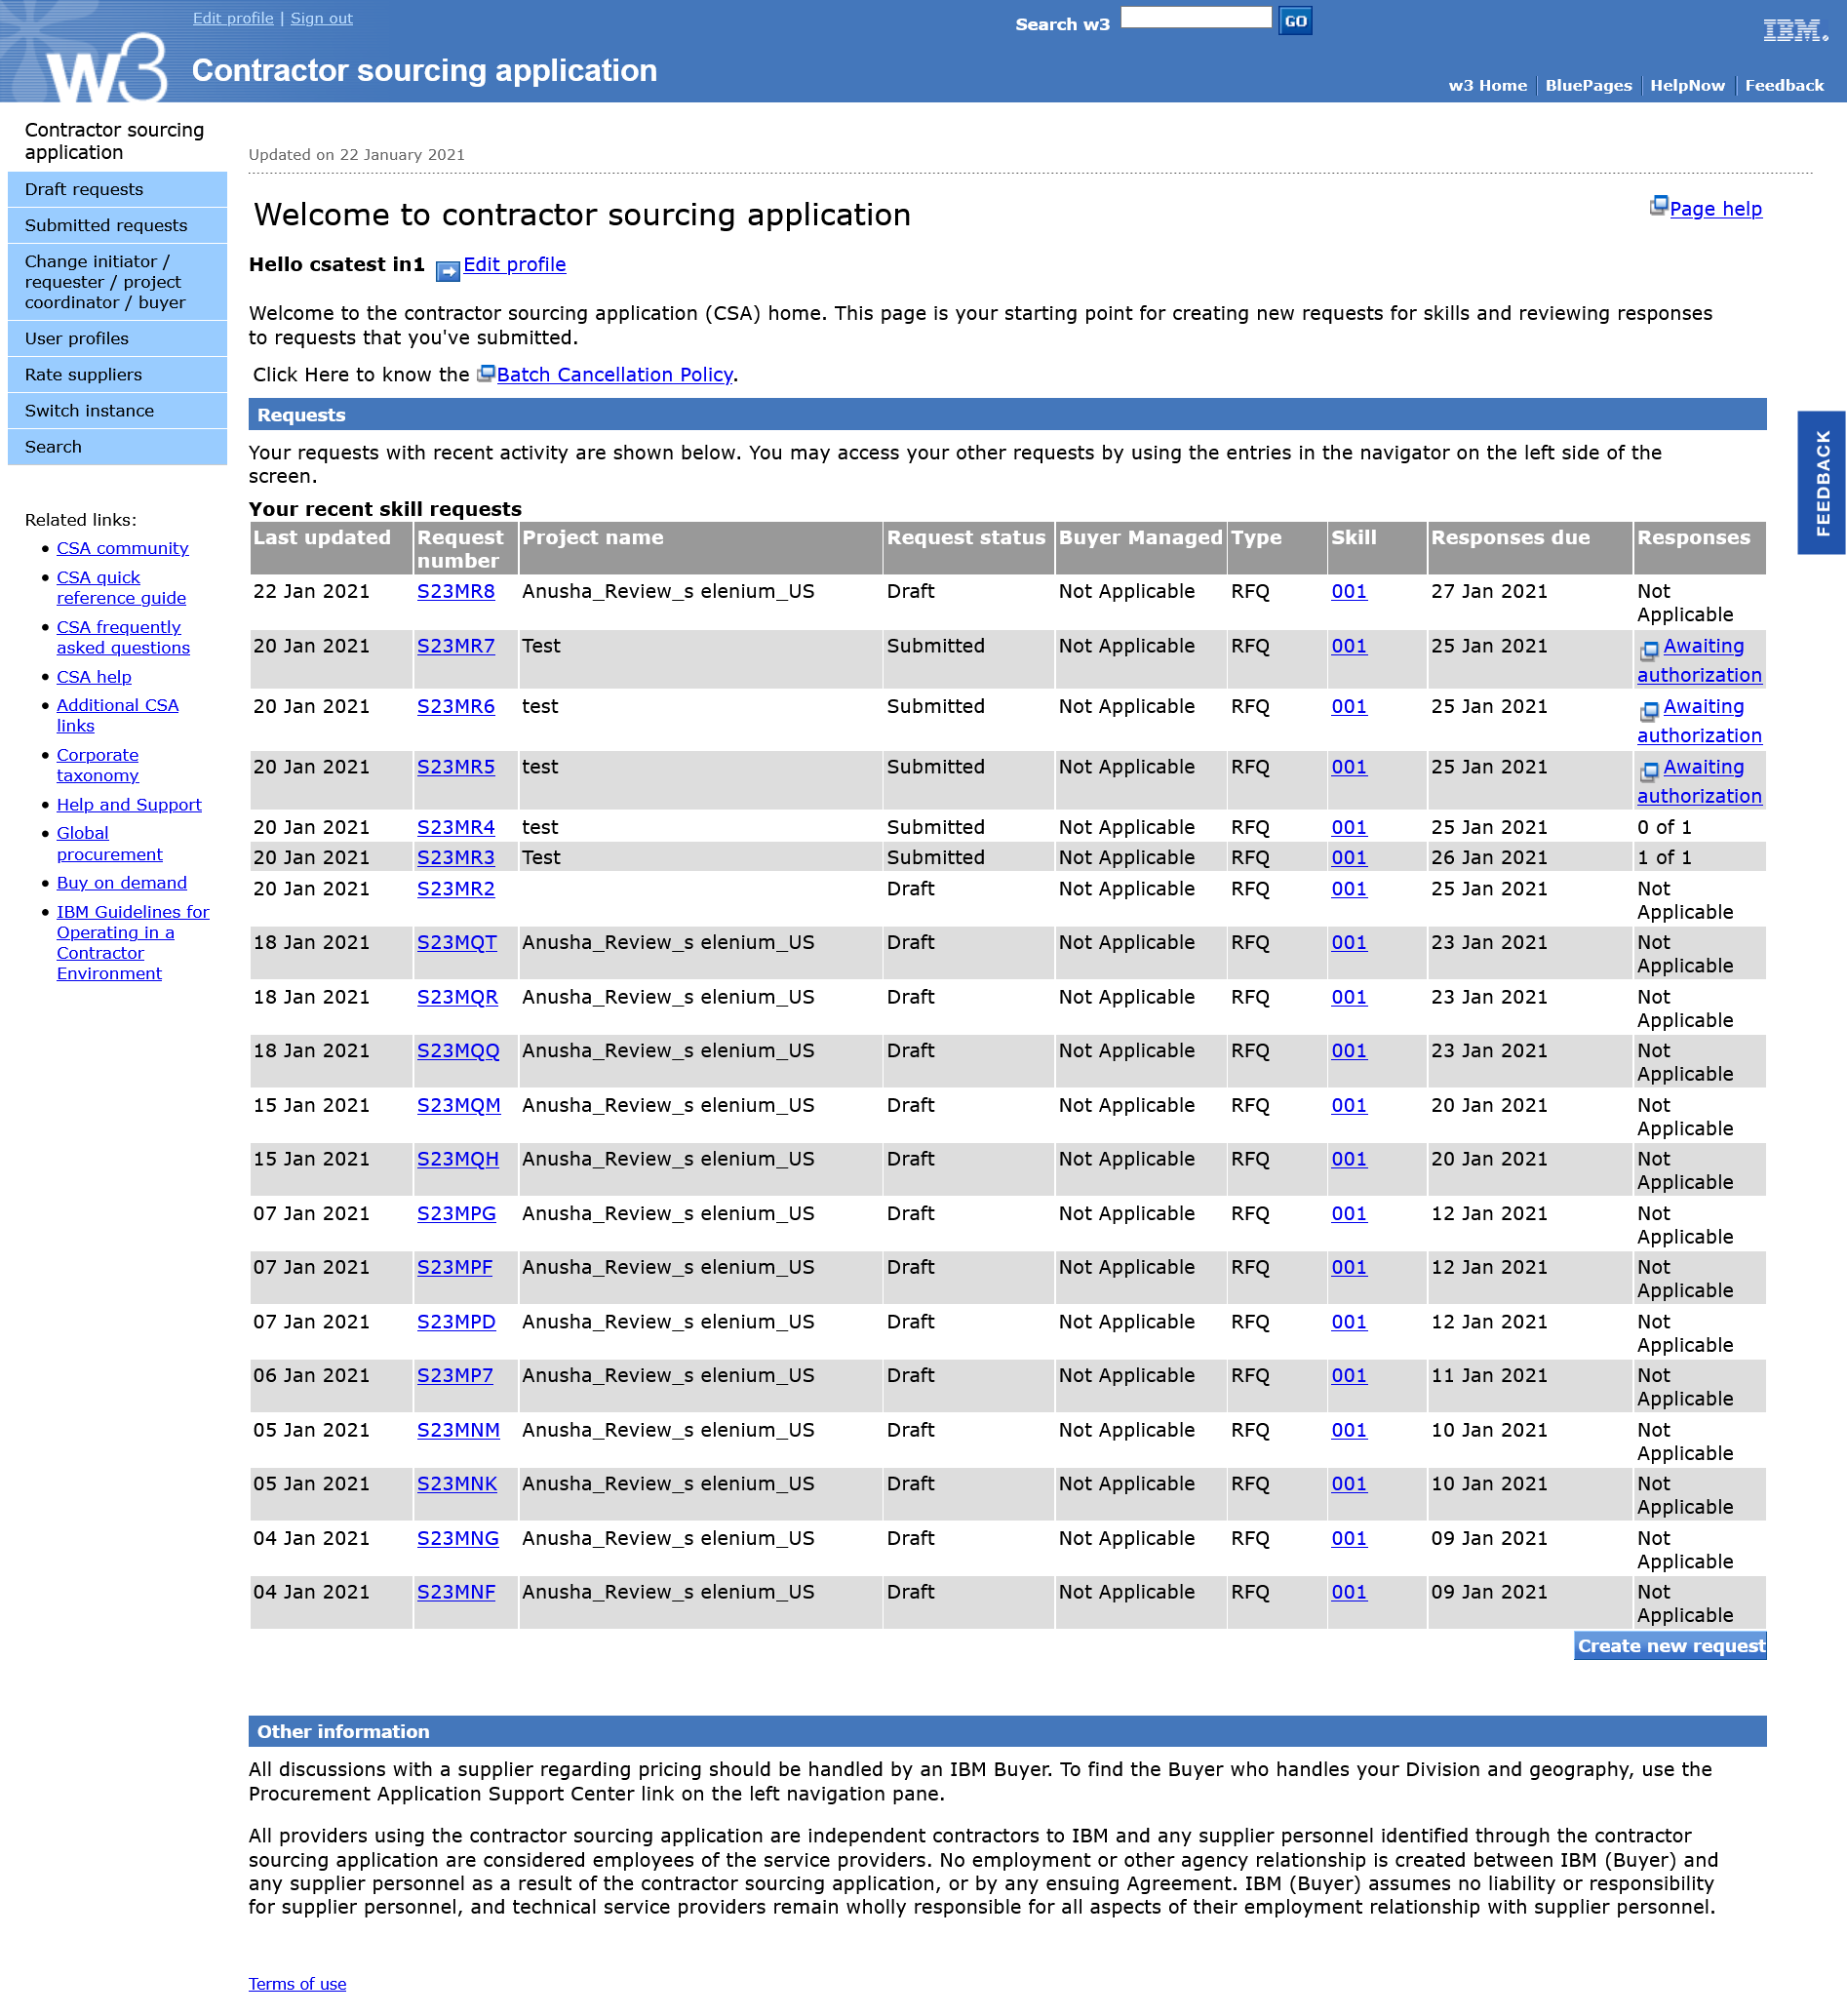 Edit profile | Sign out
Search w3 GO
IBM
w3 Contractor sourcing application
w3 Home BluePages HelpNow Feedback
Contractor sourcing
application
Draft requests
Submitted requests
Change initiator /
requester / project
coordinator / buyer
User profiles
Rate suppliers
Switch instance
Search
Related links:
CSA community
CSA quick
reference guide
CSA frequently
asked questions
CSA help
Additional CSA
links
Corporate
taxonomy
Help and Support
Global
procurement
Buy on demand
IBM Guidelines for
Operating in a
Contractor
Environment
Updated on 22 January 2021
Welcome to contractor sourcing application
Page help
Hello csatest in1 Edit profile
Welcome to the contractor sourcing application (CSA) home. This page is your starting point for creating new requests for skills and reviewing responses
to requests that you've submitted.
Click Here to know the Batch Cancellation Policy.
Requests
FEEDBACK
Your requests with recent activity are shown below. You may access your other requests by using the entries in the navigator on the left side of the
screen.
Your recent skill requests
Last updated Request Project name Request status Buyer Managed Type Skill Responses due Responses
number
22 Jan 2021 S23MR8 Anusha_Review_s elenium_US Draft Not Applicable RFQ 001 27 Jan 2021 Not
Applicable
20 Jan 2021 S23MR7 Test Submitted Not Applicable RFQ 001 25 Jan 2021 Awaiting
authorization
20 Jan 2021 S23MR6 test Submitted Not Applicable RFQ 001 25 Jan 2021 Awaiting
authorization
20 Jan 2021 S23MR5 test Submitted Not Applicable RFQ 001 25 Jan 2021 Awaiting
authorization
20 Jan 2021 S23MR4 test Submitted Not Applicable RFQ 001 25 Jan 2021 0 of 1
20 Jan 2021 S23MR3 Test Submitted Not Applicable RFQ 001 26 Jan 2021 1 of 1
20 Jan 2021 S23MR2 Draft Not Applicable RFQ 001 25 Jan 2021 Not
Applicable
18 Jan 2021 S23MQT Anusha_Review_s elenium_US Draft Not Applicable RFQ 001 23 Jan 2021 Not
Applicable
18 Jan 2021 S23MQR Anusha_Review_s elenium_US Draft Not Applicable RFQ 001 23 Jan 2021 Not
Applicable
18 Jan 2021 S23MQQ Anusha_Review_s elenium_US Draft Not Applicable RFQ 001 23 Jan 2021 Not
Applicable
15 Jan 2021 S23MQM Anusha_Review_s elenium_US Draft Not Applicable RFQ 001 20 Jan 2021 Not
Applicable
15 Jan 2021 S23MQH Anusha_Review_s elenium_US Draft Not Applicable RFQ 001 20 Jan 2021 Not
Applicable
07 Jan 2021 S23MPG Anusha_Review_s elenium_US Draft Not Applicable RFQ 001 12 Jan 2021 Not
Applicable
07 Jan 2021 S23MPF Anusha_Review_s elenium_US Draft Not Applicable RFQ 001 12 Jan 2021 Not
Applicable
07 Jan 2021 S23MPD Anusha_Review_s elenium_US Draft Not Applicable RFQ 001 12 Jan 2021 Not
Applicable
06 Jan 2021 S23MP7 Anusha_Review_s elenium_US Draft Not Applicable RFQ 001 11 Jan 2021 Not
Applicable
05 Jan 2021 S23MNM Anusha_Review_s elenium_US Draft Not Applicable RFQ 001 10 Jan 2021 Not
Applicable
05 Jan 2021 S23MNK Anusha_Review_s elenium_US Draft Not Applicable RFQ 001 10 Jan 2021 Not
Applicable
04 Jan 2021 S23MNG Anusha_Review_s elenium_US Draft Not Applicable RFQ 001 09 Jan 2021 Not
Applicable
04 Jan 2021 S23MNF Anusha_Review_s elenium_US Draft Not Applicable RFQ 001 09 Jan 2021 Not
Applicable
Create new request
Other information
All discussions with a supplier regarding pricing should be handled by an IBM Buyer. To find the Buyer who handles your Division and geography, use the
Procurement Application Support Center link on the left navigation pane.
All providers using the contractor sourcing application are independent contractors to IBM and any supplier personnel identified through the contractor
sourcing application are considered employees of the service providers. No employment or other agency relationship is created between IBM (Buyer) and
any supplier personnel as a result of the contractor sourcing application, or by any ensuing Agreement. IBM (Buyer) assumes no liability or responsibility
for supplier personnel, and technical service providers remain wholly responsible for all aspects of their employment relationship with supplier personnel.
Terms of use